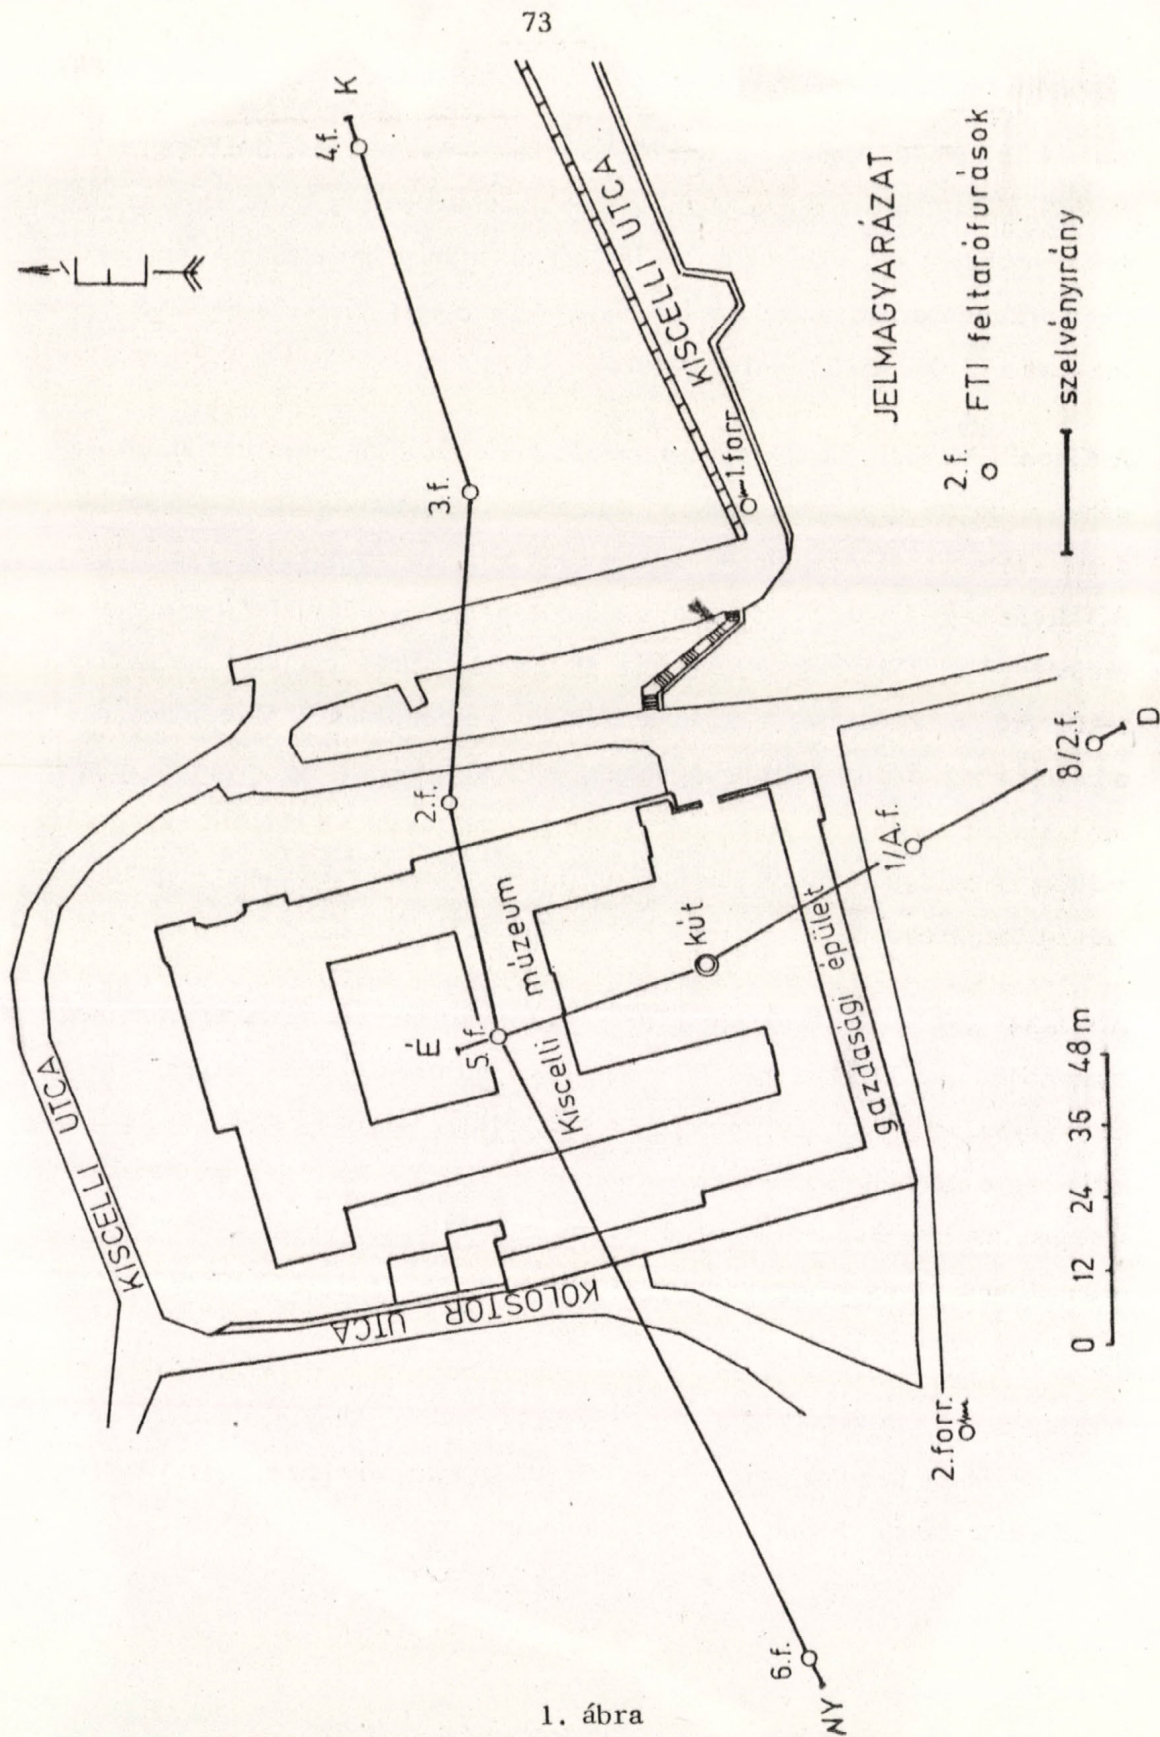 73
É
4.f.
K
3.f.
2.f.
É
5.f.
6.f.
NY
KISCELLI UTCA
KISCELLI UTCA
KOLOSTOR UTCA
Kiscelli múzeum
kút
gazdasági épület
1.forr.
2.forr.
1/A.f.
8/2.f.
D
JELMAGYARÁZAT
2.f. FTI feltárófurások
szelvényirány
0 12 24 36 48 m
1. ábra